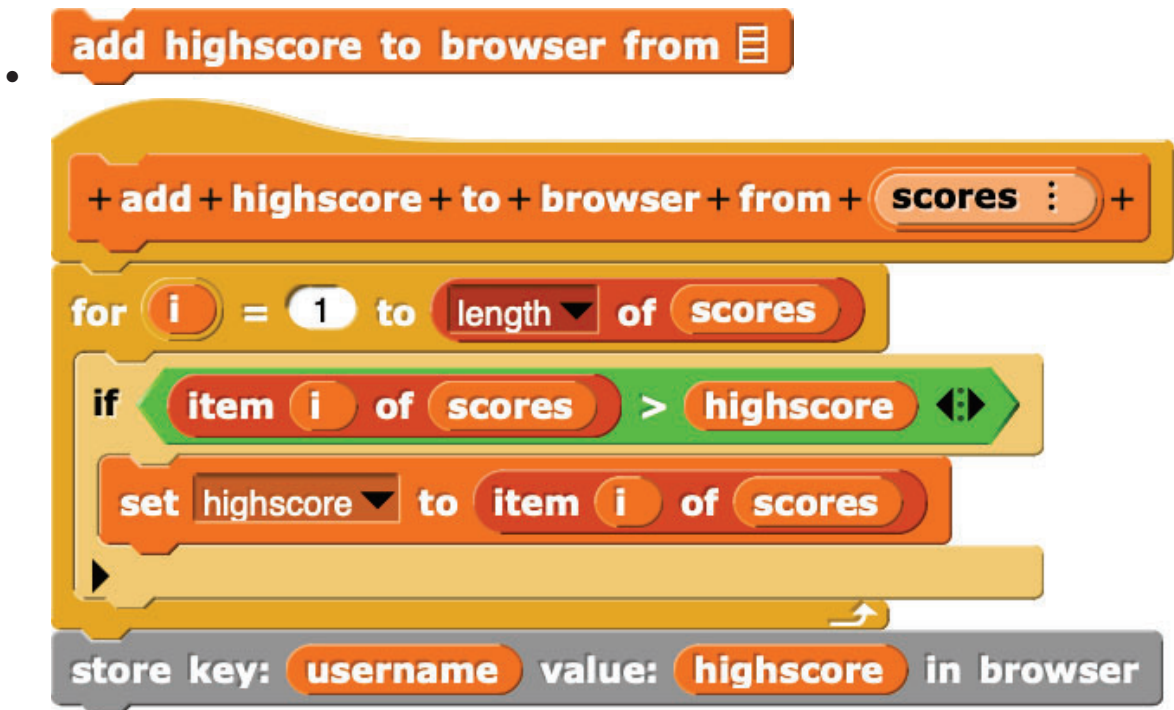 add highscore to browser from
+ add + highscore + to + browser + from + scores ⋮ +
for i = 1 to length of scores
if item i of scores > highscore
set highscore to item i of scores
store key: username value: highscore in browser